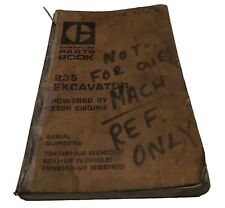 CATERPILLAR
PARTS
BOOK
235
EXCAVATOR
POWERED BY
3306 ENGINE
SERIAL
NUMBERS
NOT-
FOR OUR
MACH
REF.
ONLY